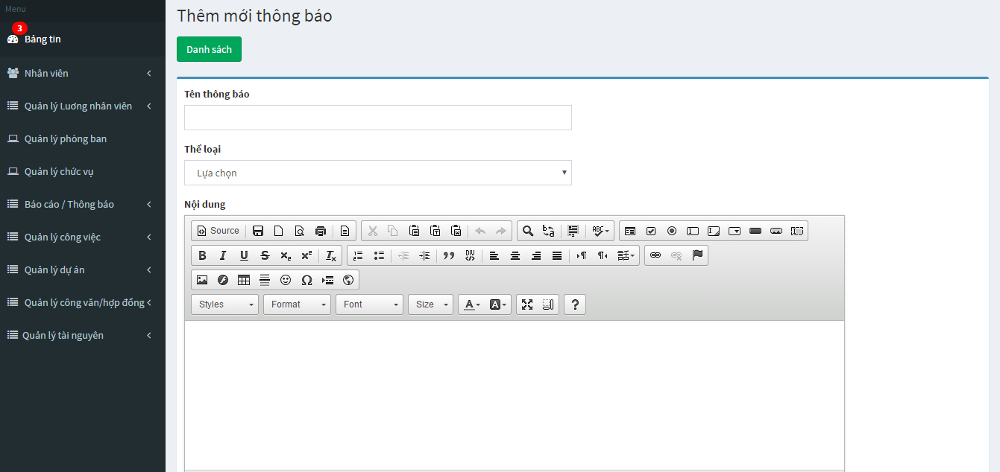 Menu
3
Bảng tin
Nhân viên
Quản lý Lương nhân viên
Quản lý phòng ban
Quản lý chức vụ
Báo cáo / Thông báo
Quản lý công việc
Quản lý dự án
Quản lý công văn/hợp đồng
Quản lý tài nguyên
Thêm mới thông báo
Danh sách
Tên thông báo
Thể loại
Lựa chọn
Nội dung
Source
Styles
Format
Font
Size